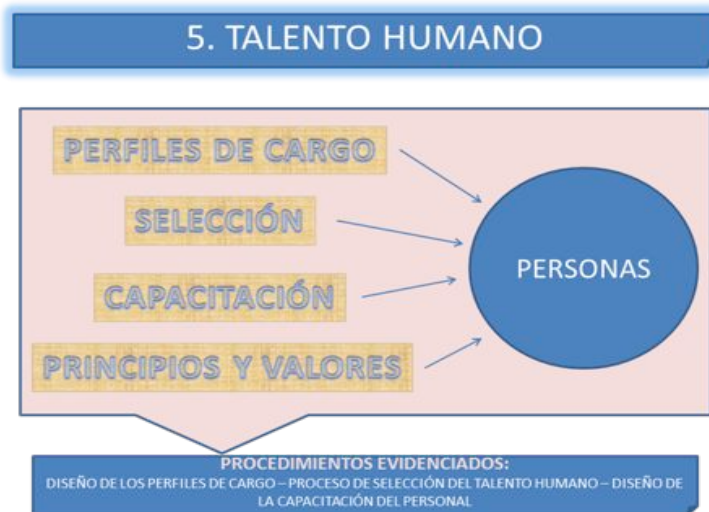 5. TALENTO HUMANO
PERFILES DE CARGO
SELECCIÓN
CAPACITACIÓN
PRINCIPIOS Y VALORES
PERSONAS
PROCEDIMIENTOS EVIDENCIADOS:
DISEÑO DE LOS PERFILES DE CARGO – PROCESO DE SELECCIÓN DEL TALENTO HUMANO – DISEÑO DE
LA CAPACITACIÓN DEL PERSONAL